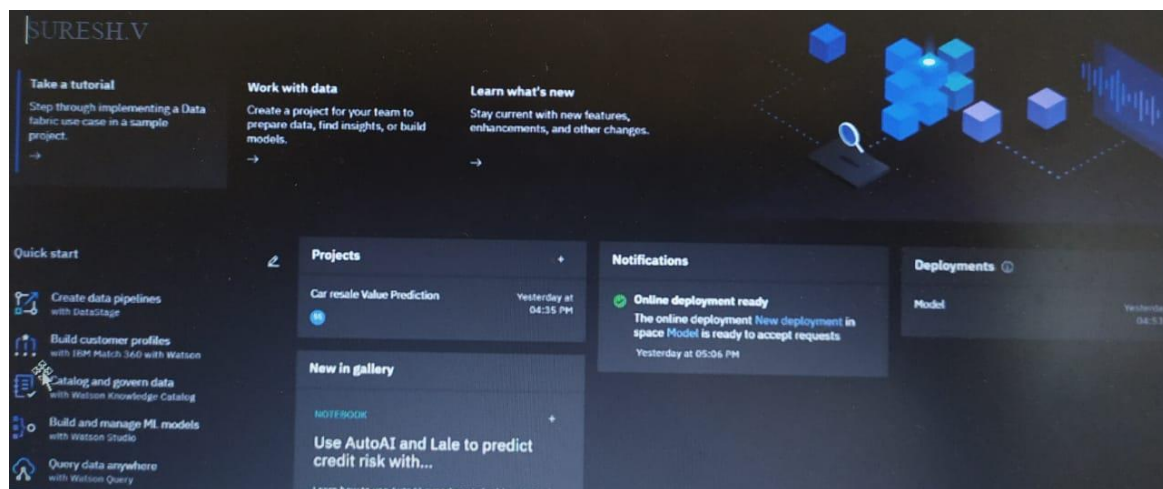 SURESH.V
Take a tutorial
Step through implementing a Data
fabric use case in a sample
project.
Work with data
Create a project for your team to
prepare data, find insights, or build
models.
Learn what's new
Stay current with new features,
enhancements, and other changes.
Quick start
Create data pipelines
with DataStage
Build customer profiles
with IBM Match 360 with Watson
Catalog and govern data
with Watson Knowledge Catalog
Build and manage ML models
with Watson Studio
Query data anywhere
with Watson Query
Projects
Car resale Value Prediction
Yesterday at
04:35 PM
New in gallery
NOTEBOOK
Use AutoAI and Lale to predict
credit risk with...
Notifications
Online deployment ready
The online deployment New deployment in
space Model is ready to accept requests
Yesterday at 05:06 PM
Deployments
Model